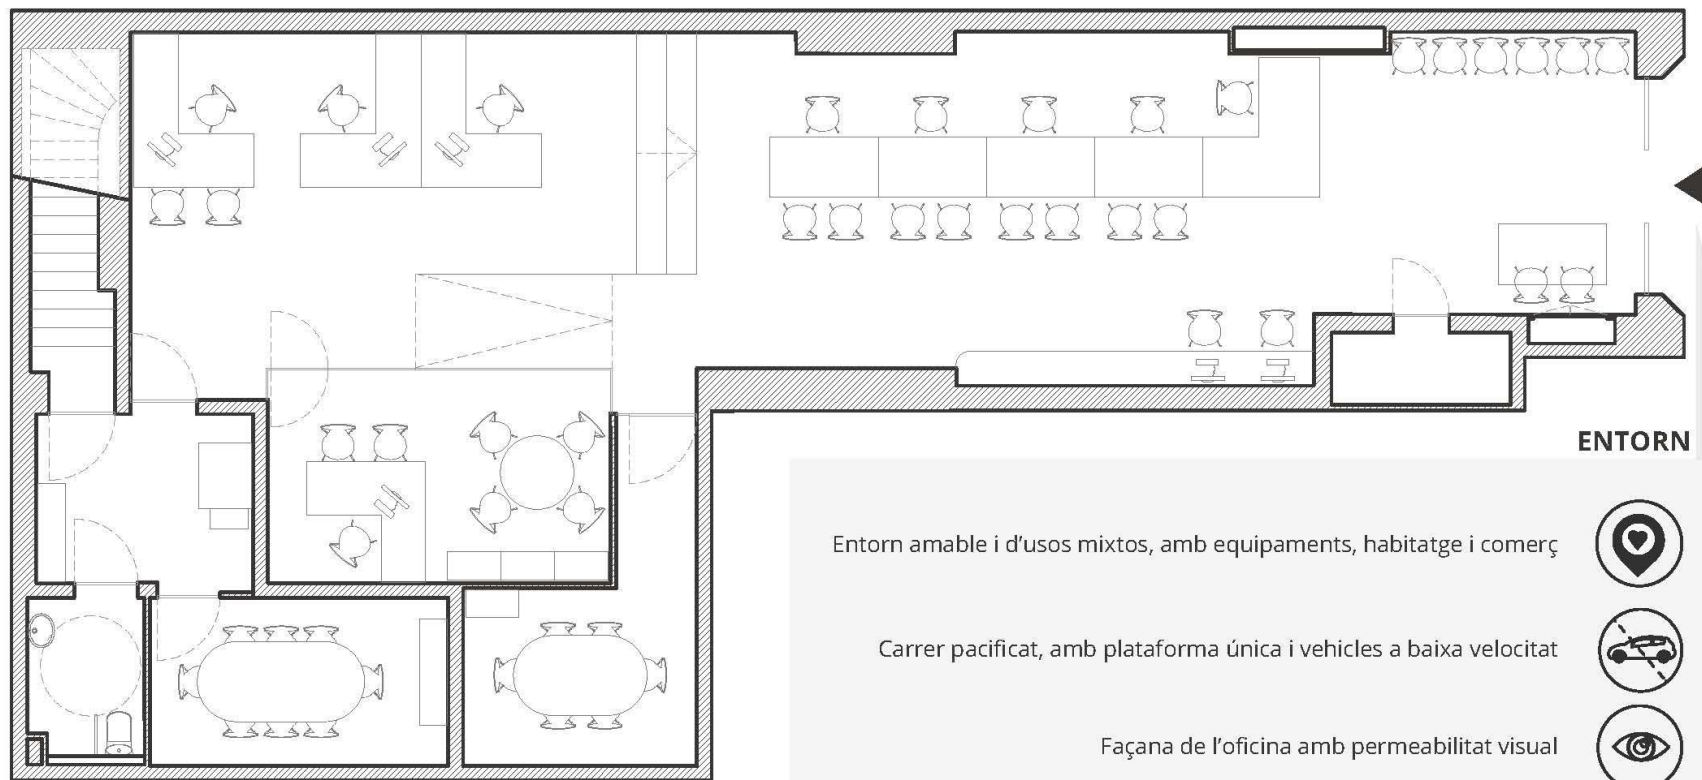 ENTORN
Entorn amable i d'usos mixtos, amb equipaments, habitatge i comerç
Carrer pacificat, amb plataforma única i vehicles a baixa velocitat
Façana de l'oficina amb permeabilitat visual